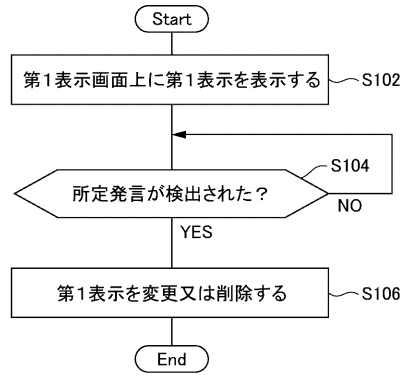 Start
第1表示画面上に第1表示を表示する
S102
S104
所定発言が検出された？
NO
YES
第1表示を変更又は削除する
S106
End